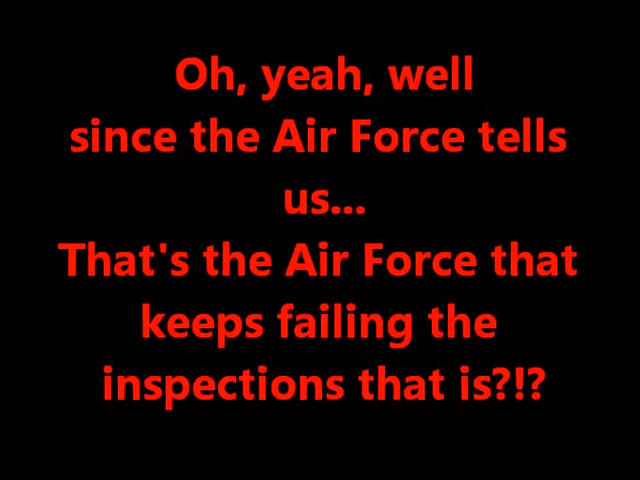 Oh, yeah, well
since the Air Force tells
us...
That's the Air Force that
keeps failing the
inspections that is?!?